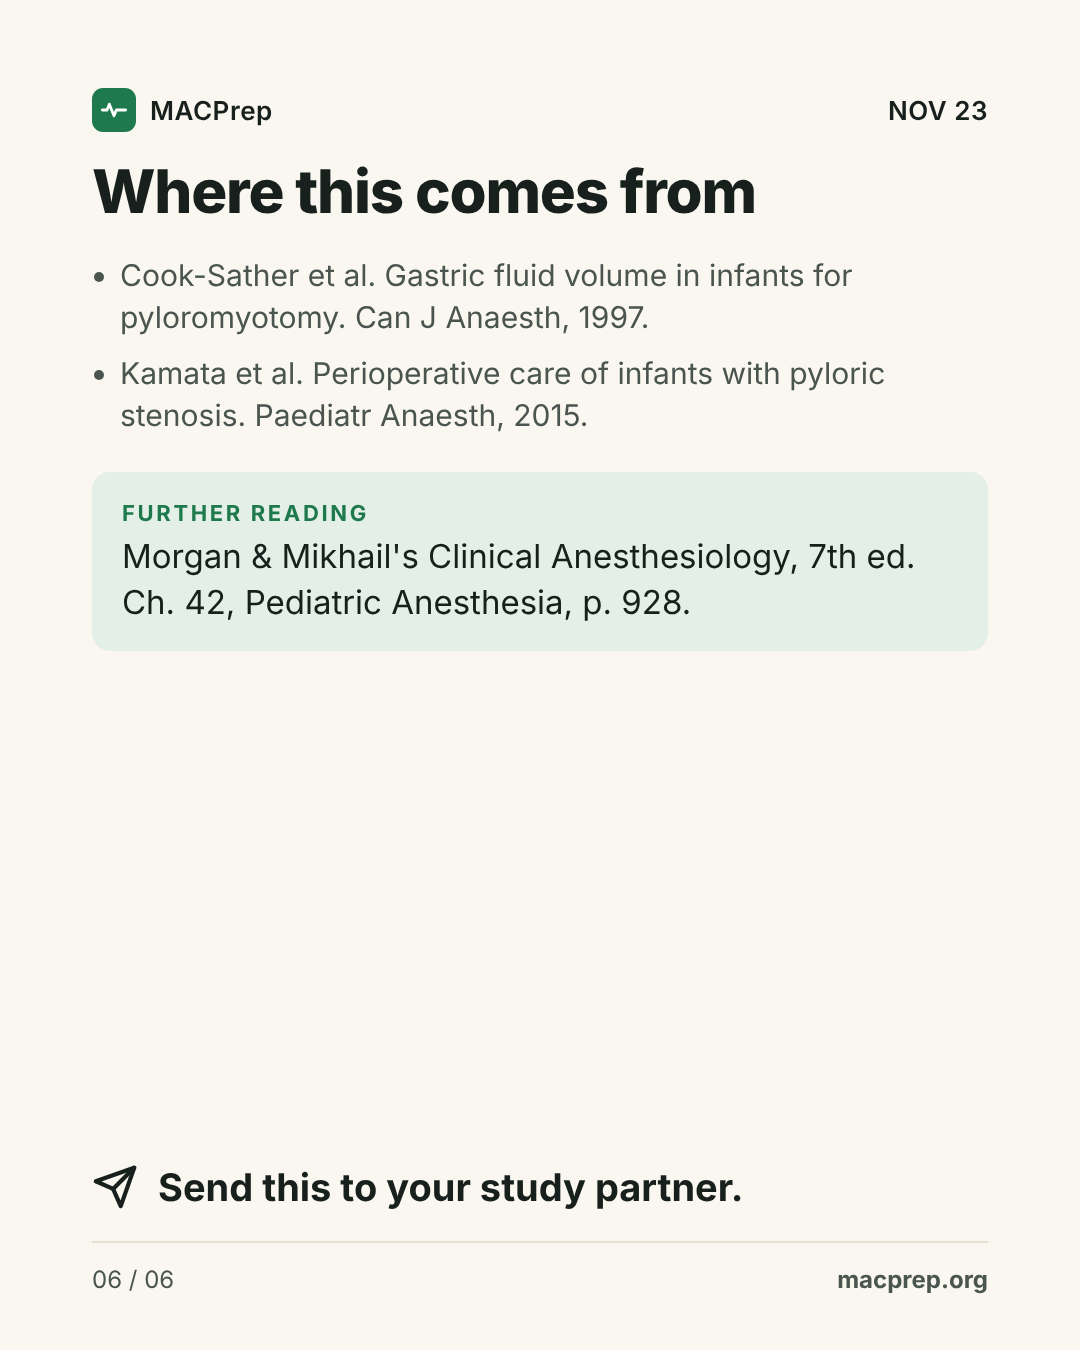 MACPrep
NOV 23
Where this comes from
• Cook-Sather et al. Gastric fluid volume in infants for
pyloromyotomy. Can J Anaesth, 1997.
• Kamata et al. Perioperative care of infants with pyloric
stenosis. Paediatr Anaesth, 2015.
FURTHER READING
Morgan & Mikhail's Clinical Anesthesiology, 7th ed.
Ch. 42, Pediatric Anesthesia, p. 928.
Send this to your study partner.
06 / 06
macprep.org